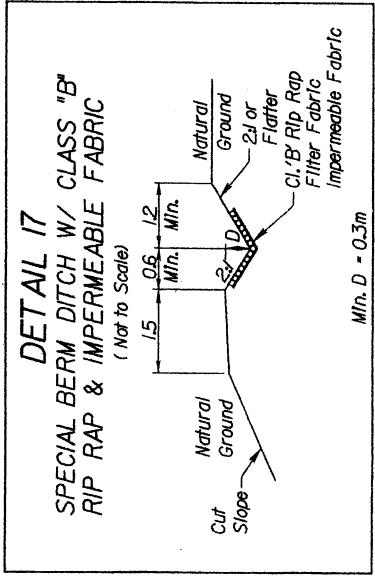 DETAIL 17
SPECIAL BERM DITCH W/ CLASS "B"
RIP RAP & IMPERMEABLE FABRIC
( Not to Scale)
1.5
0.6
Min.
1.2
Min.
Natural
Ground
Natural
Ground
2:1
D
2:1 or
Flatter
Cut
Slope
Cl. 'B' Rip Rap
Filter Fabric
Impermeable Fabric
Min. D = 0.3m